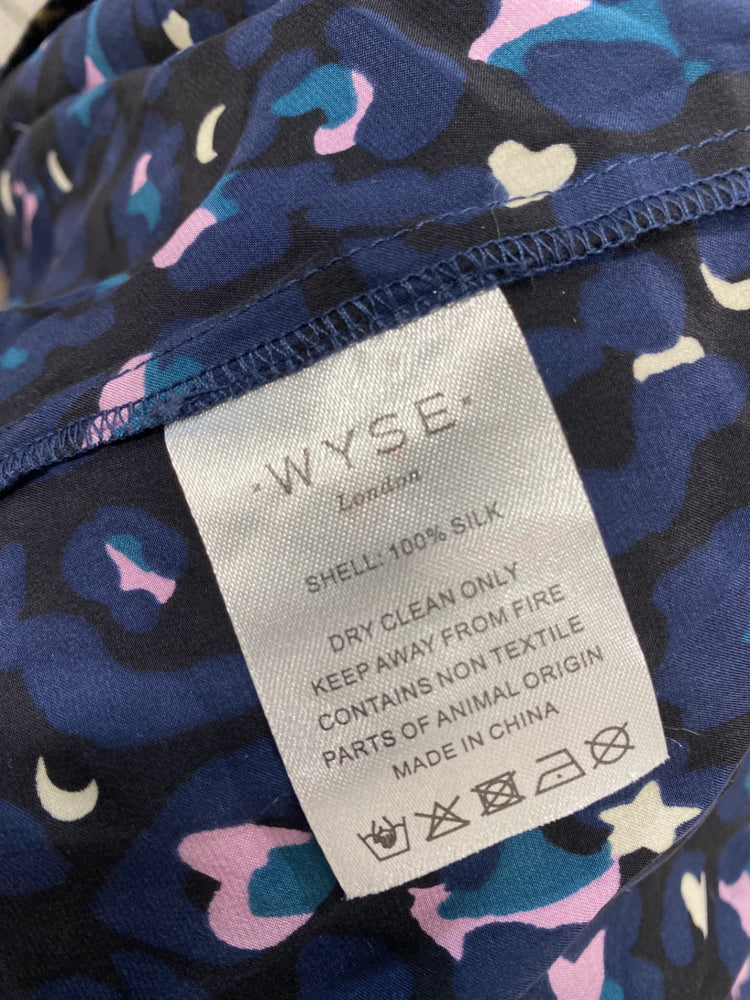 ·WYSE·
London
SHELL: 100% SILK
DRY CLEAN ONLY
KEEP AWAY FROM FIRE
CONTAINS NON TEXTILE
PARTS OF ANIMAL ORIGIN
MADE IN CHINA